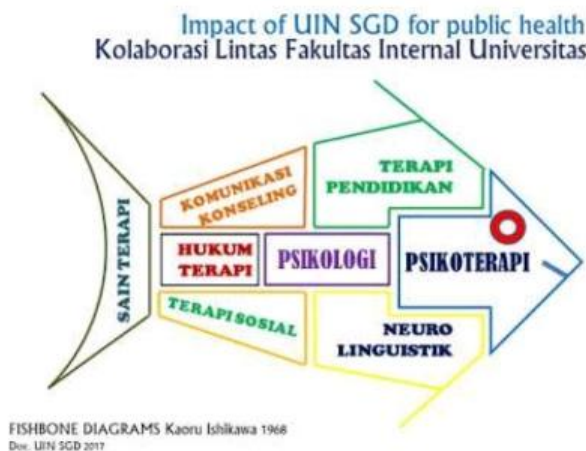 Impact of UIN SGD for public health
Kolaborasi Lintas Fakultas Internal Universitas
SAIN TERAPI
KOMUNIKASI
KONSELING
TERAPI
PENDIDIKAN
HUKUM
TERAPI
PSIKOLOGI
PSIKOTERAPI
TERAPI SOSIAL
NEURO
LINGUISTIK
FISHBONE DIAGRAMS Kaoru Ishikawa 1968
Doc. UIN SGD 2017